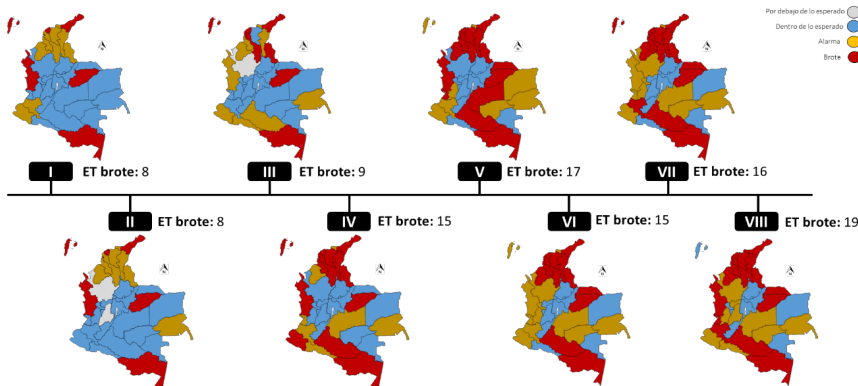 Por debajo de lo esperado
Dentro de lo esperado
Alarma
Brote
I
ET brote: 8
III
ET brote: 9
V
ET brote: 17
VII
ET brote: 16
II
ET brote: 8
IV
ET brote: 15
VI
ET brote: 15
VIII
ET brote: 19